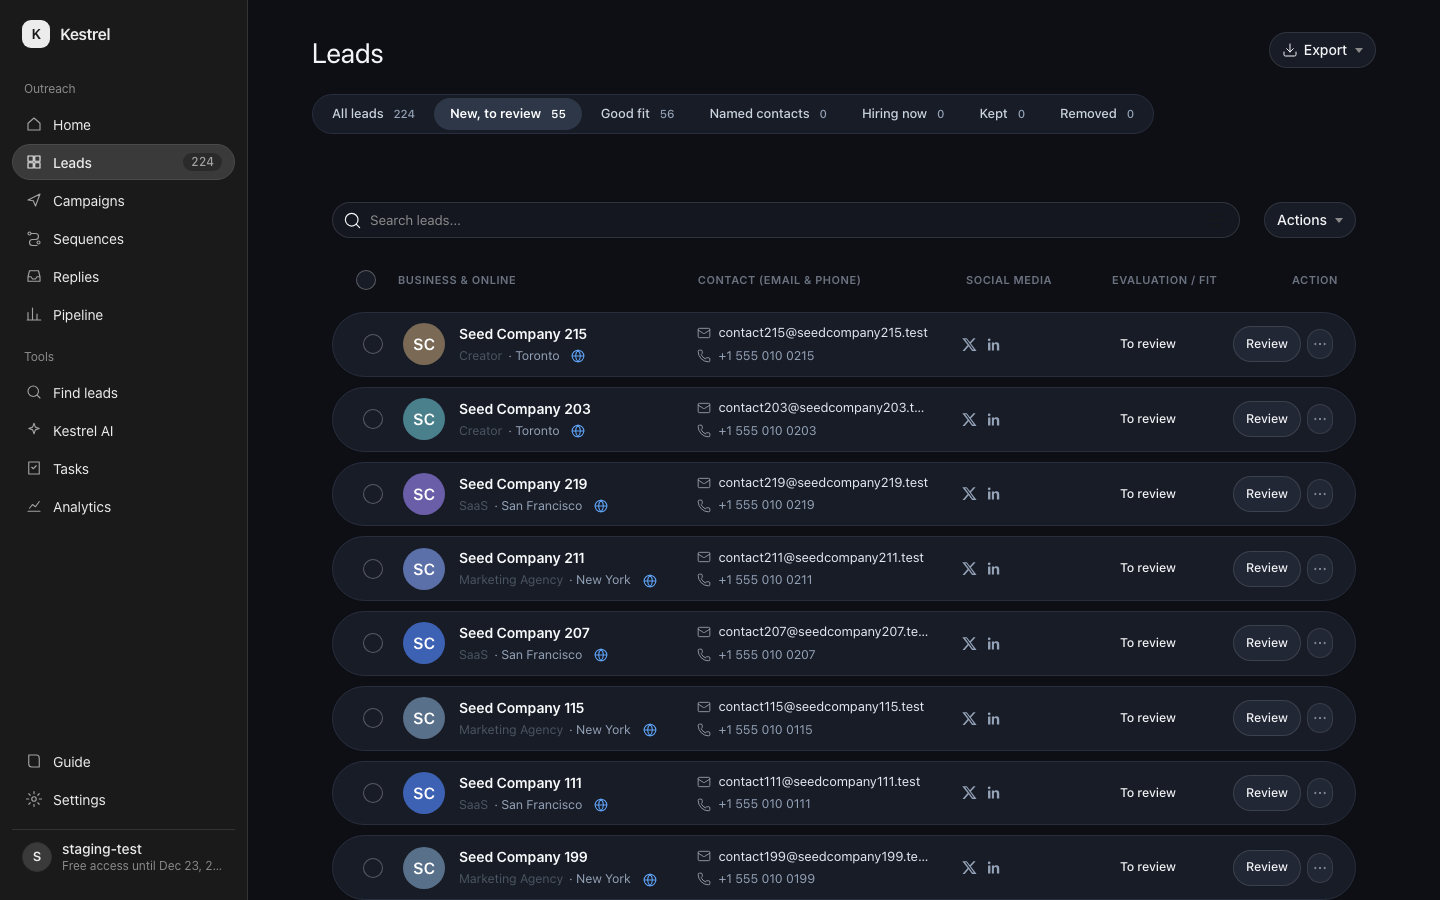 K Kestrel
Outreach
Home
Leads 224
Campaigns
Sequences
Replies
Pipeline
Tools
Find leads
Kestrel AI
Tasks
Analytics
Guide
Settings
S staging-test
Free access until Dec 23, 2...
Leads
Export
All leads 224 New, to review 55 Good fit 56 Named contacts 0 Hiring now 0 Kept 0 Removed 0
Search leads...
Actions
BUSINESS & ONLINE CONTACT (EMAIL & PHONE) SOCIAL MEDIA EVALUATION / FIT ACTION
SC Seed Company 215 contact215@seedcompany215.test To review Review
Creator · Toronto +1 555 010 0215
SC Seed Company 203 contact203@seedcompany203.t... To review Review
Creator · Toronto +1 555 010 0203
SC Seed Company 219 contact219@seedcompany219.test To review Review
SaaS · San Francisco +1 555 010 0219
SC Seed Company 211 contact211@seedcompany211.test To review Review
Marketing Agency · New York +1 555 010 0211
SC Seed Company 207 contact207@seedcompany207.te... To review Review
SaaS · San Francisco +1 555 010 0207
SC Seed Company 115 contact115@seedcompany115.test To review Review
Marketing Agency · New York +1 555 010 0115
SC Seed Company 111 contact111@seedcompany111.test To review Review
SaaS · San Francisco +1 555 010 0111
SC Seed Company 199 contact199@seedcompany199.te... To review Review
Marketing Agency · New York +1 555 010 0199